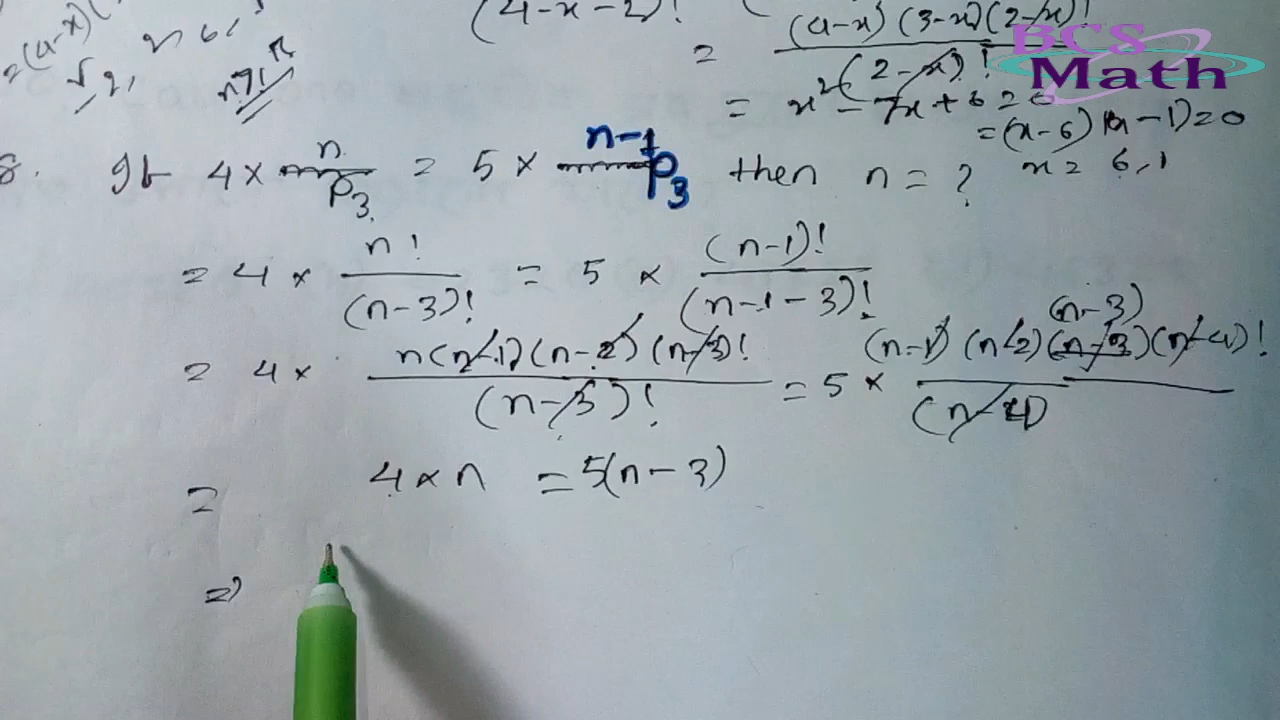 (4-x-2)!
= (4-x) (3-x) (2-x)! / (2-x)!
= x² - 7x + 6 = 0
= (x-6) (x-1) = 0
x = 6, 1
BCS
Math
8. If 4 × ⁿP₃ = 5 × ⁿ⁻¹P₃ then n = ?
= 4 × n! / (n-3)! = 5 × (n-1)! / (n-1-3)!
= 4 × n(n-1)(n-2)(n-3)! / (n-3)! = 5 × (n-1)(n-2)(n-3)(n-4)! / (n-4)
= 4 × n = 5(n-3)
⇒